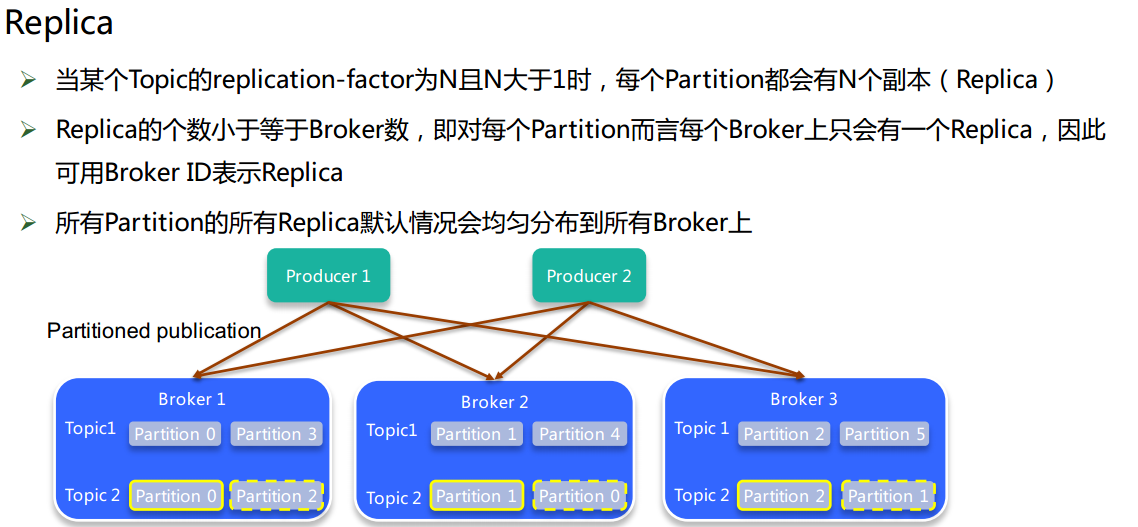 Replica
当某个Topic的replication-factor为N且N大于1时，每个Partition都会有N个副本（Replica）
Replica的个数小于等于Broker数，即对每个Partition而言每个Broker上只会有一个Replica，因此
可用Broker ID表示Replica
所有Partition的所有Replica默认情况会均匀分布到所有Broker上
Producer 1
Producer 2
Partitioned publication
Broker 1
Topic1
Partition 0
Partition 3
Topic 2
Partition 0
Partition 2
Broker 2
Topic1
Partition 1
Partition 4
Topic 2
Partition 1
Partition 0
Broker 3
Topic 1
Partition 2
Partition 5
Topic 2
Partition 2
Partition 1